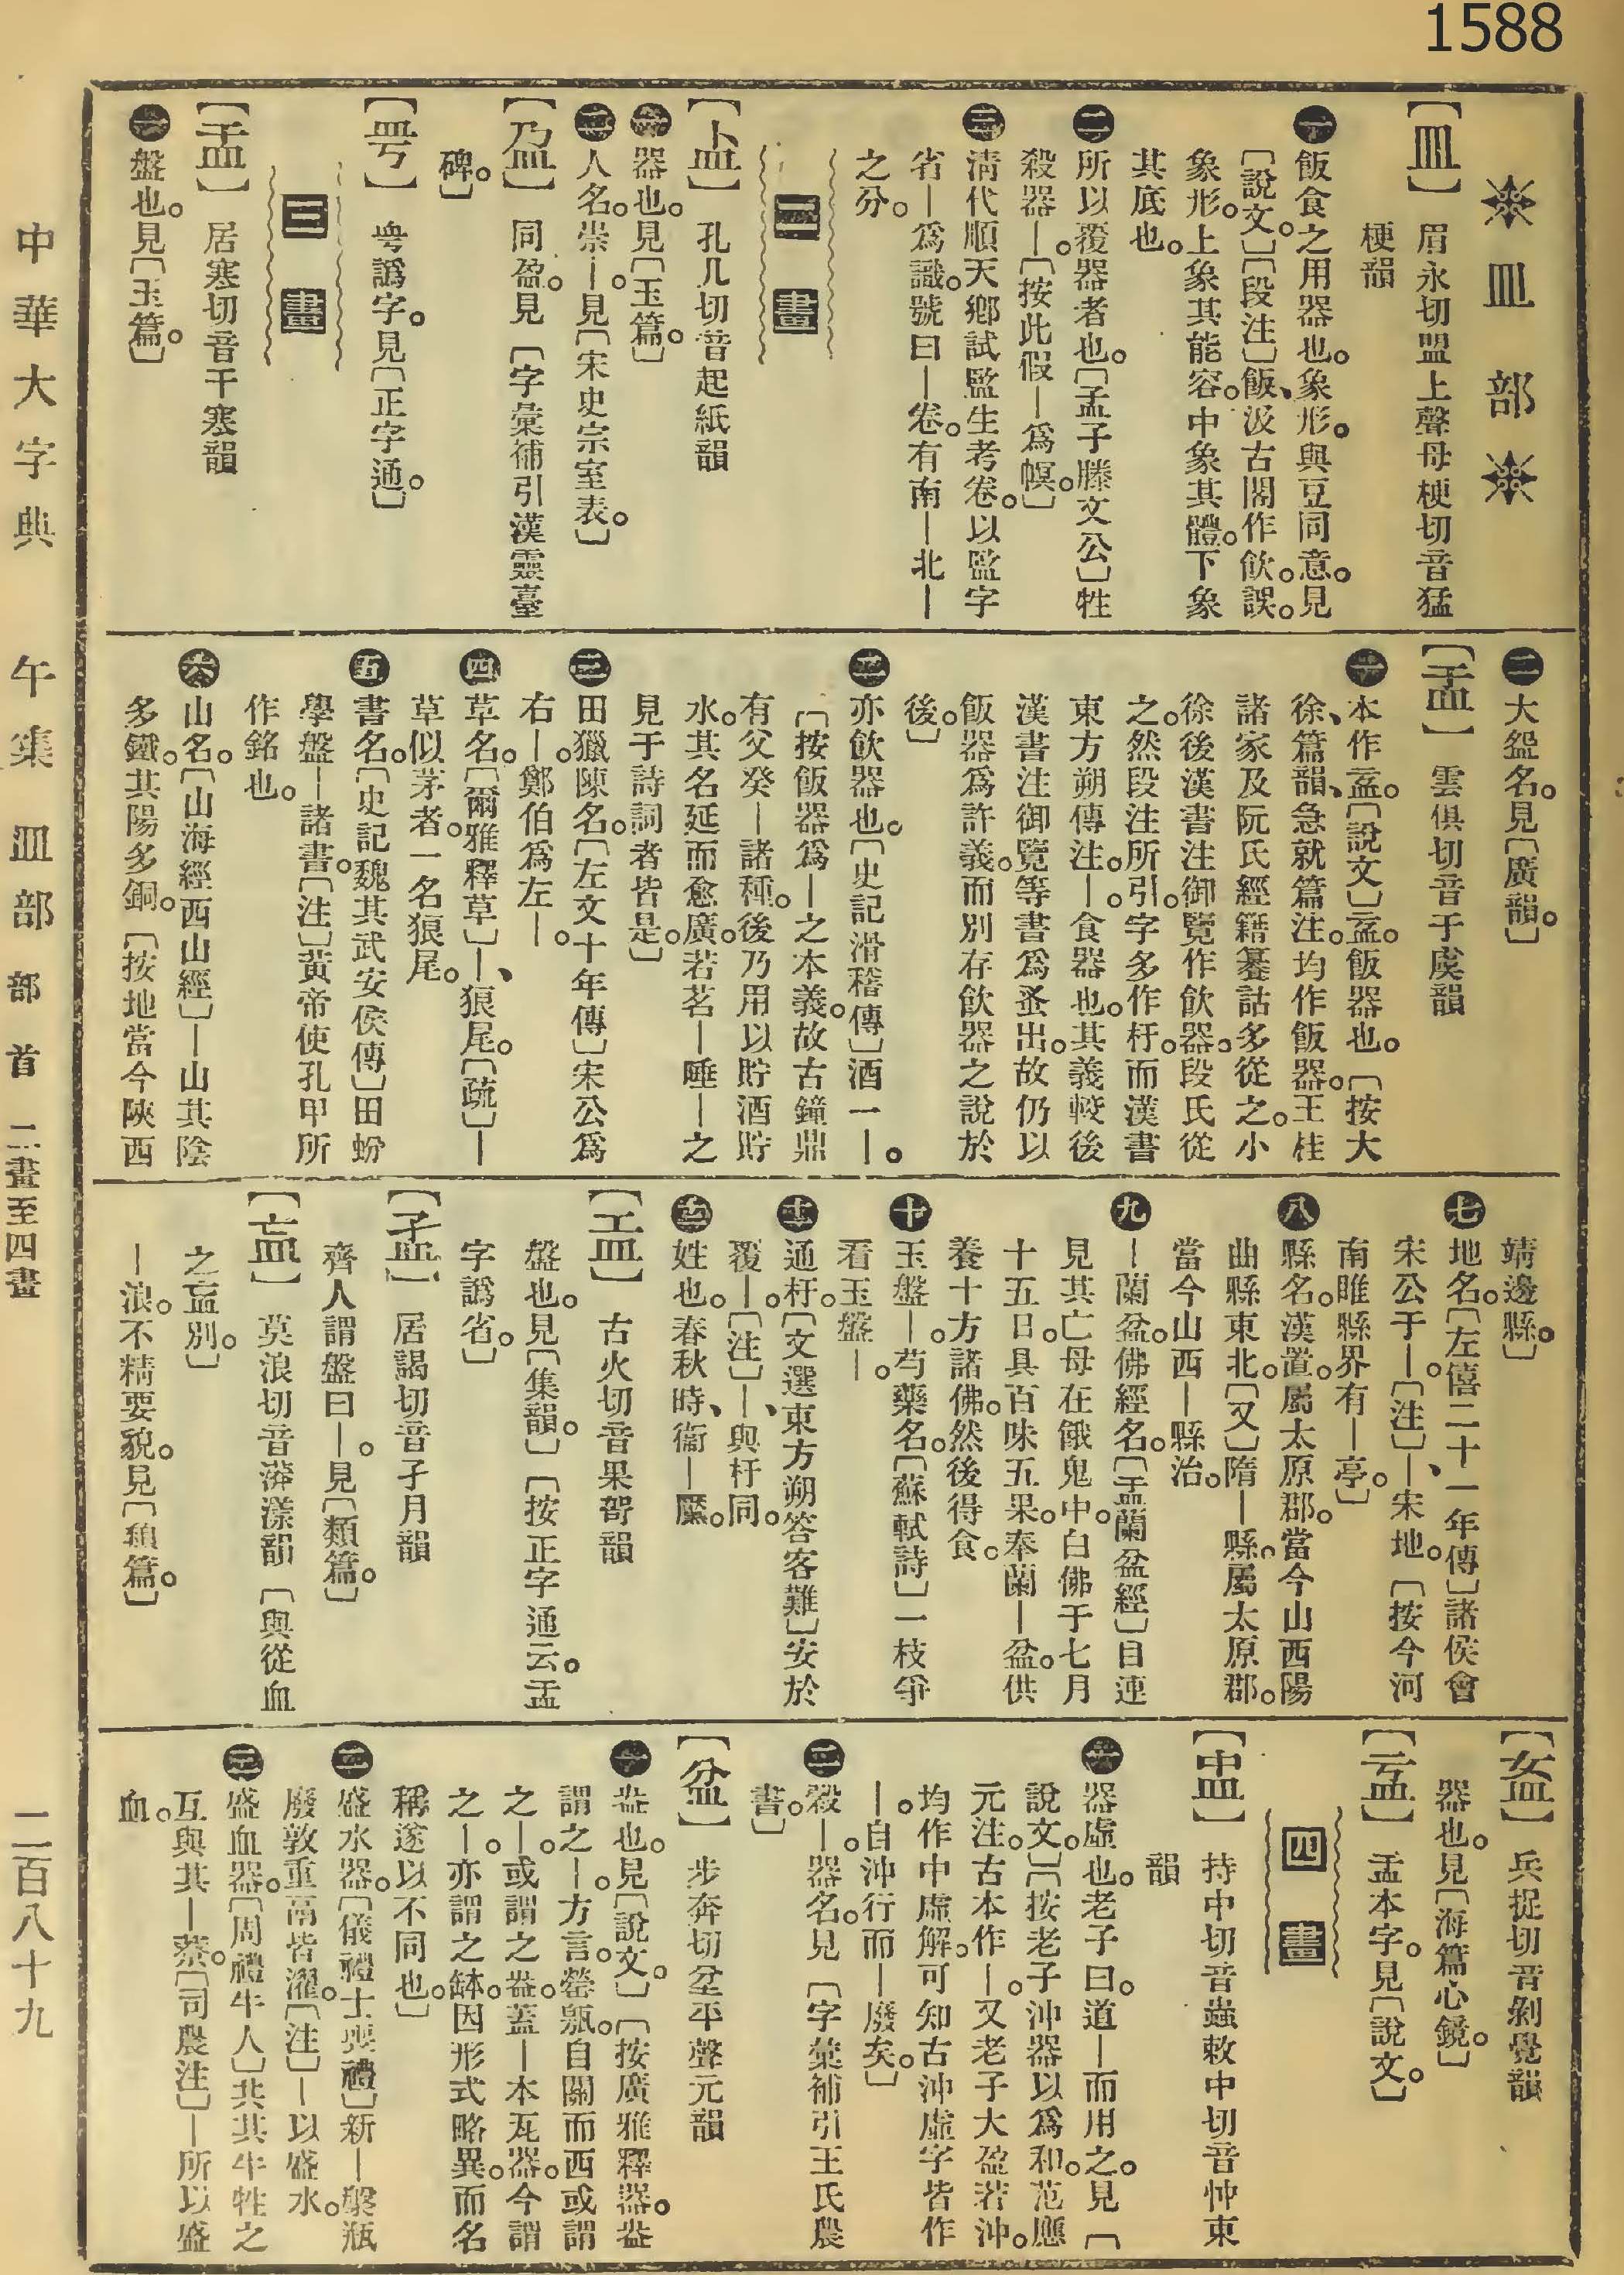 1588
皿部
【皿】眉永切盟上聲母梗切音猛
梗韻
一飯食之用器也。象形。與豆同意。見
〔說文〕。〔段注〕飯、汲古閣作飲。誤。
象形。上象其能容。中象其體。下象
其底也。
二所以覆器者也。〔孟子滕文公〕牲
殺器｜。〔按此假｜爲幎。〕
三淸代順天鄕試監生考卷。以監字
省｜爲識。號曰｜卷。有南｜北｜
之分。
二畫
【𥁀】孔几切音起紙韻
一器也。見〔玉篇。〕
二人名。崇｜。見〔宋史宗室表。〕
【盁】同盈。見〔字彙補引漢靈臺
碑。〕
【甼】甹譌字。見〔正字通。〕
三畫
【𥁃】居寒切音干寒韻
一盤也。見〔玉篇。〕
二大盌名。見〔廣韻。〕
【盂】雲俱切音于虞韻
一本作盓。〔說文〕盓。飯器也。〔按大
徐、篇韻、急就篇注。均作飯器。王桂
諸家及阮氏經籍籑詁多從之。小
徐後漢書注御覽作飲器。段氏從
之。然段注所引。字多作杅。而漢書
東方朔傳注。｜食器也。其義較後
漢書注御覽等書爲蚤出。故仍以
飯器爲許義。而別存飲器之說於
後。〕
二亦飲器也。〔史記滑稽傳〕酒一｜。
〔按飯器爲｜之本義。故古鐘鼎
有父癸｜諸種。後乃用以貯酒貯
水。其名延而愈廣。若茗｜唾｜之
見于詩詞者皆是。〕
三田獵陳名。〔左文十年傳〕宋公爲
右｜。鄭伯爲左｜。
四草名。〔爾雅釋草〕｜、狼尾。〔疏〕｜
草似茅者。一名狼尾。
五書名。〔史記魏其武安侯傳〕田蚡
學盤｜諸書。〔注〕黃帝使孔甲所
作銘也。
六山名。〔山海經西山經〕｜山其陰
多鐵。其陽多銅。〔按地當今陝西
靖邊縣。〕
七地名。〔左僖二十一年傳〕諸侯會
宋公于｜。〔注〕｜、宋地。〔按今河
南睢縣界有｜亭。〕
八縣名。漢置。屬太原郡。當今山西陽
曲縣東北。〔又〕隋｜縣。屬太原郡。
當今山西｜縣治。
九｜蘭盆。佛經名。〔盂蘭盆經〕目連
見其亡母在餓鬼中。白佛于七月
十五日。具百味五果。奉蘭｜盆。供
養十方諸佛。然後得食。
十玉盤｜。芍藥名。〔蘇軾詩〕一枝爭
看玉盤｜。
十一通杅。〔文選東方朔答客難〕安於
覆｜。〔注〕｜、與杅同。
十二姓也。春秋時、衞｜黶。
【𥁂】古火切音果哿韻
盤也。見〔集韻。〕〔按正字通云。盂
字譌省。〕
【𥁄】居謁切音孑月韻
齊人謂盤曰｜。見〔類篇。〕
【𥁃】莫浪切音漭漾韻〔與從血
之衁別。〕
｜浪。不精要貌。見〔類篇。〕
【𥁅】兵捉切音剝覺韻
器也。見〔海篇心鏡。〕
【盓】盂本字。見〔說文。〕
四畫
【盅】持中切音蟲敕中切音忡東
韻
一器虛也。老子曰。道｜而用之。見〔
說文。〕〔按老子沖器以爲和。范應
元注。古本作｜。又老子大盈若沖。
均作中虛解。可知古沖虛字皆作
｜。自沖行而｜廢矣。〕
二穀｜。器名。見〔字彙補引王氏農
書。〕
【盆】步奔切坌平聲元韻
一盎也。見〔說文。〕〔按廣雅釋器。盎
謂之｜。方言。罃甈。自關而西或謂
之｜。或謂之盎。蓋｜本瓦器。今謂
之｜。亦謂之缽。因形式略異。而名
稱遂以不同也。〕
二盛水器。〔儀禮士喪禮〕新｜槃瓶
廢敦重鬲皆濯。〔注〕｜以盛水。
三盛血器。〔周禮牛人〕共其牛牲之
互與其｜簝。〔司農注〕｜所以盛
血。
中華大字典 午集 皿部 部首 二畫至四畫 二百八十九